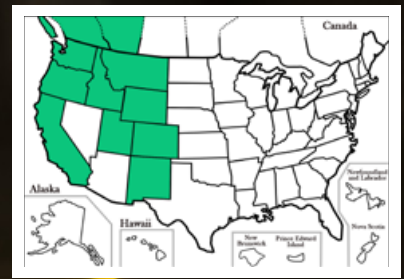 Canada
Newfoundland
and Labrador
Alaska
Hawaii
Nova Scotia
New
Brunswick
Prince Edward
Island